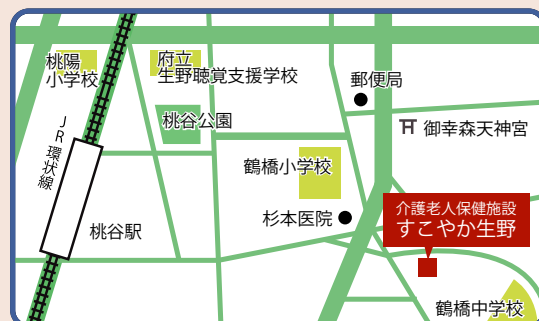 桃陽
小学校
府立
生野聴覚支援学校
郵便局
桃谷公園
御幸森天神宮
JR環状線
鶴橋小学校
介護老人保健施設
すこやか生野
杉本医院
桃谷駅
鶴橋中学校